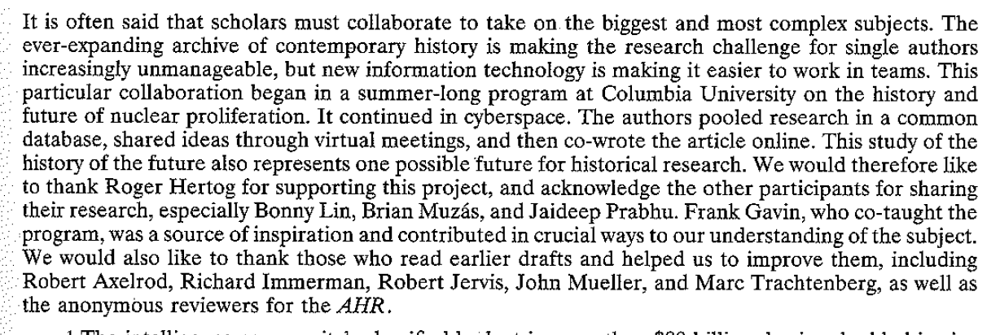 It is often said that scholars must collaborate to take on the biggest and most complex subjects. The
ever-expanding archive of contemporary history is making the research challenge for single authors
increasingly unmanageable, but new information technology is making it easier to work in teams. This
particular collaboration began in a summer-long program at Columbia University on the history and
future of nuclear proliferation. It continued in cyberspace. The authors pooled research in a common
database, shared ideas through virtual meetings, and then co-wrote the article online. This study of the
history of the future also represents one possible future for historical research. We would therefore like
to thank Roger Hertog for supporting this project, and acknowledge the other participants for sharing
their research, especially Bonny Lin, Brian Muzás, and Jaideep Prabhu. Frank Gavin, who co-taught the
program, was a source of inspiration and contributed in crucial ways to our understanding of the subject.
We would also like to thank those who read earlier drafts and helped us to improve them, including
Robert Axelrod, Richard Immerman, Robert Jervis, John Mueller, and Marc Trachtenberg, as well as
the anonymous reviewers for the AHR.